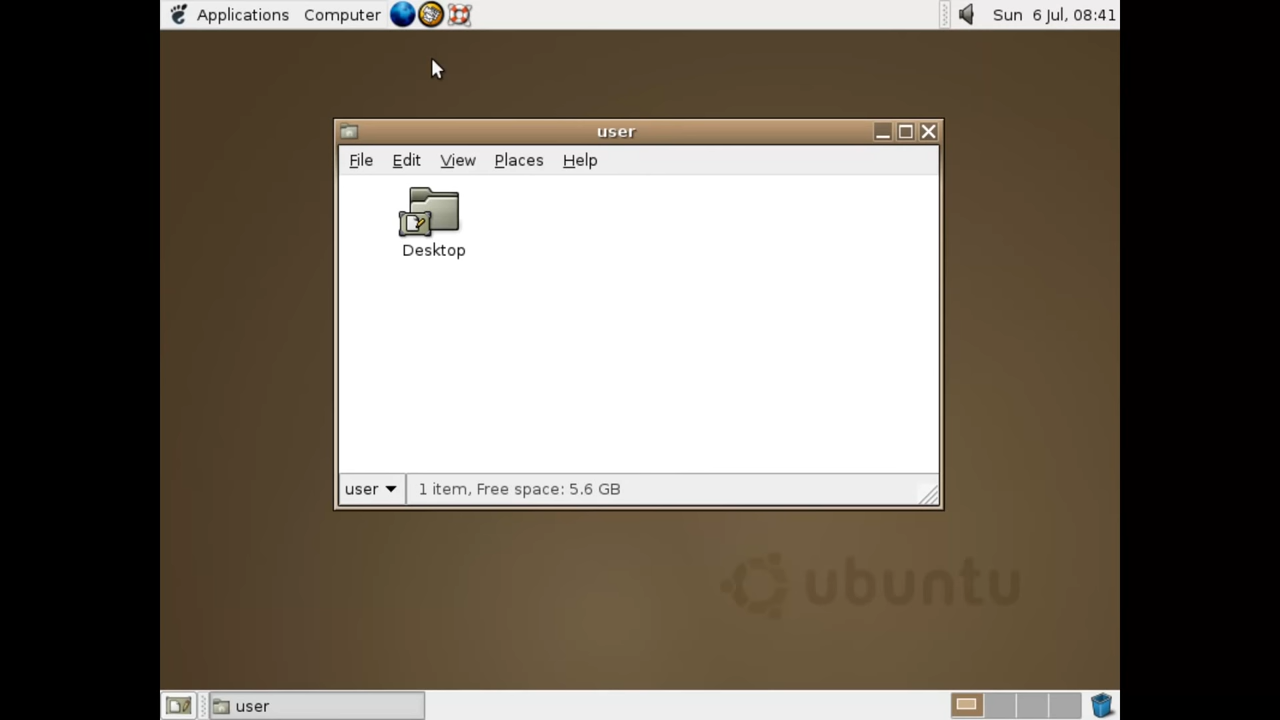 Applications Computer Sun 6 Jul, 08:41
user
File Edit View Places Help
Desktop
user 1 item, Free space: 5.6 GB
ubuntu
user